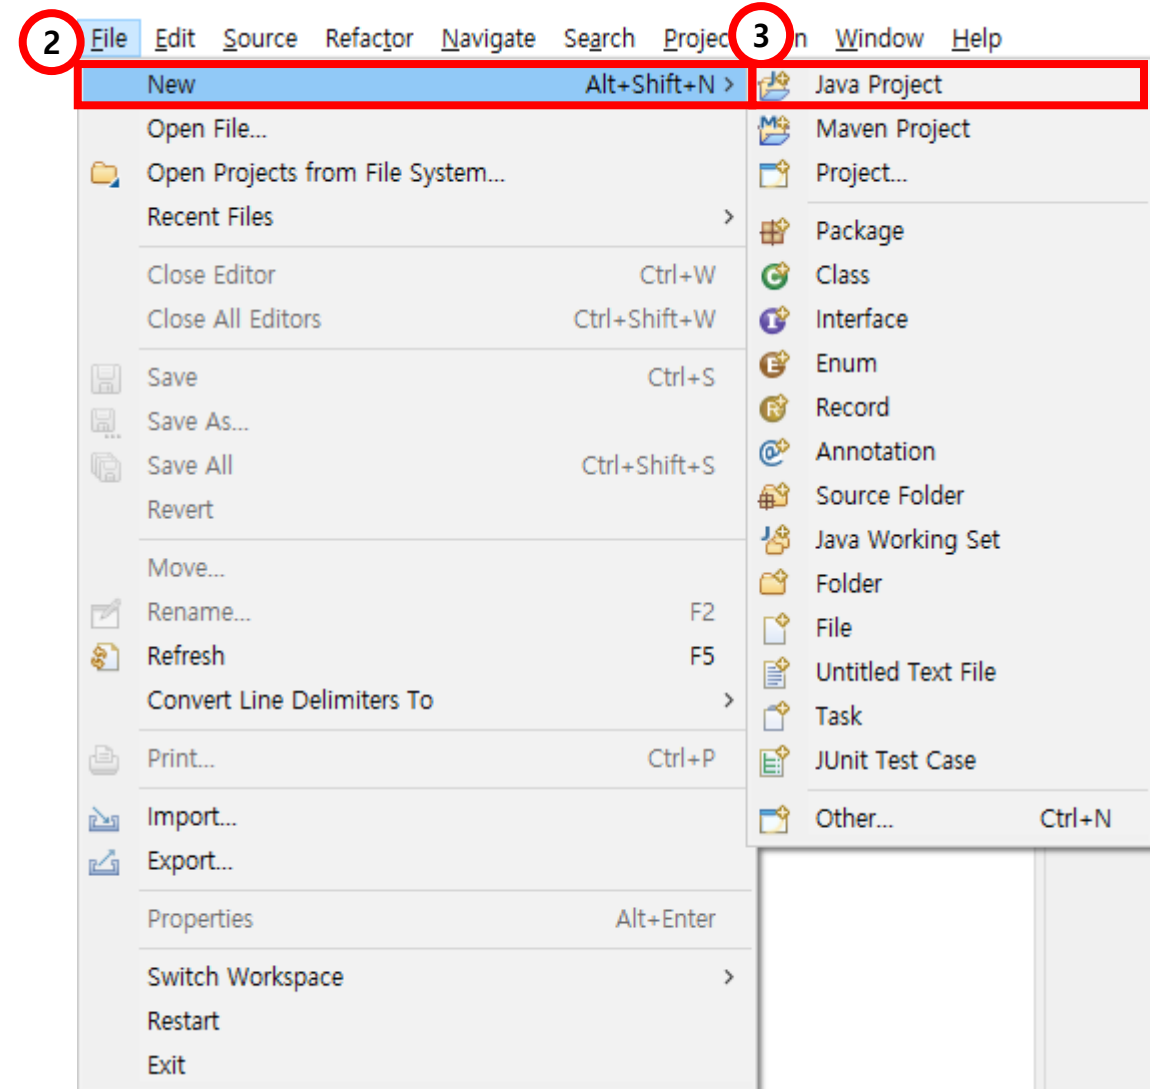 2 File Edit Source Refactor Navigate Search Projec 3 n Window Help
New Alt+Shift+N >
Open File...
Open Projects from File System...
Recent Files >
Close Editor Ctrl+W
Close All Editors Ctrl+Shift+W
Save Ctrl+S
Save As...
Save All Ctrl+Shift+S
Revert
Move...
Rename... F2
Refresh F5
Convert Line Delimiters To >
Print... Ctrl+P
Import...
Export...
Properties Alt+Enter
Switch Workspace >
Restart
Exit
Java Project
Maven Project
Project...
Package
Class
Interface
Enum
Record
Annotation
Source Folder
Java Working Set
Folder
File
Untitled Text File
Task
JUnit Test Case
Other... Ctrl+N